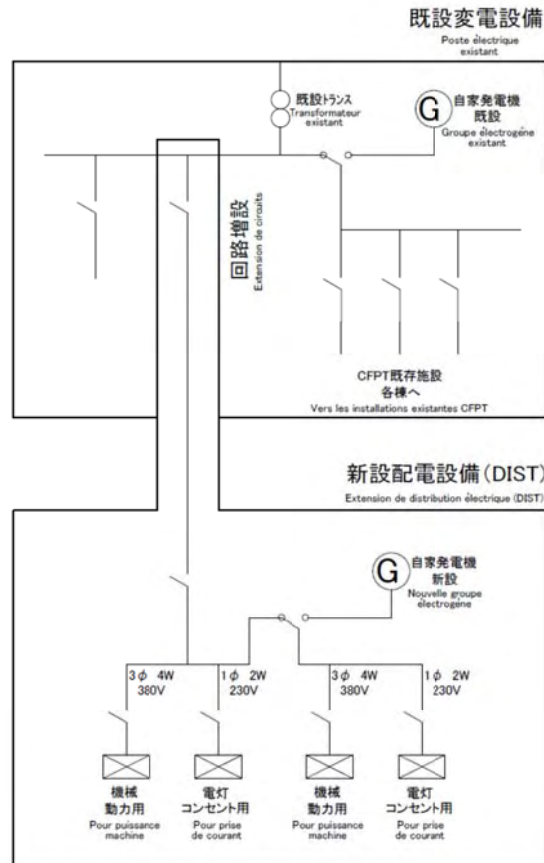 既設変電設備
Poste électrique
existant
既設トランス
Transformateur
existant
G
自家発電機
既設
Groupe électrogène
existant
回路増設
Extension de circuits
CFPT既存施設
各棟へ
Vers les installations existantes CFPT
新設配電設備(DIST)
Extension de distribution électrique (DIST)
G
自家発電機
新設
Nouvelle groupe
électrogène
3φ 4W
380V
1φ 2W
230V
3φ 4W
380V
1φ 2W
230V
機械
動力用
Pour puissance
machine
電灯
コンセント用
Pour prise
de courant
機械
動力用
Pour puissance
machine
電灯
コンセント用
Pour prise
de courant